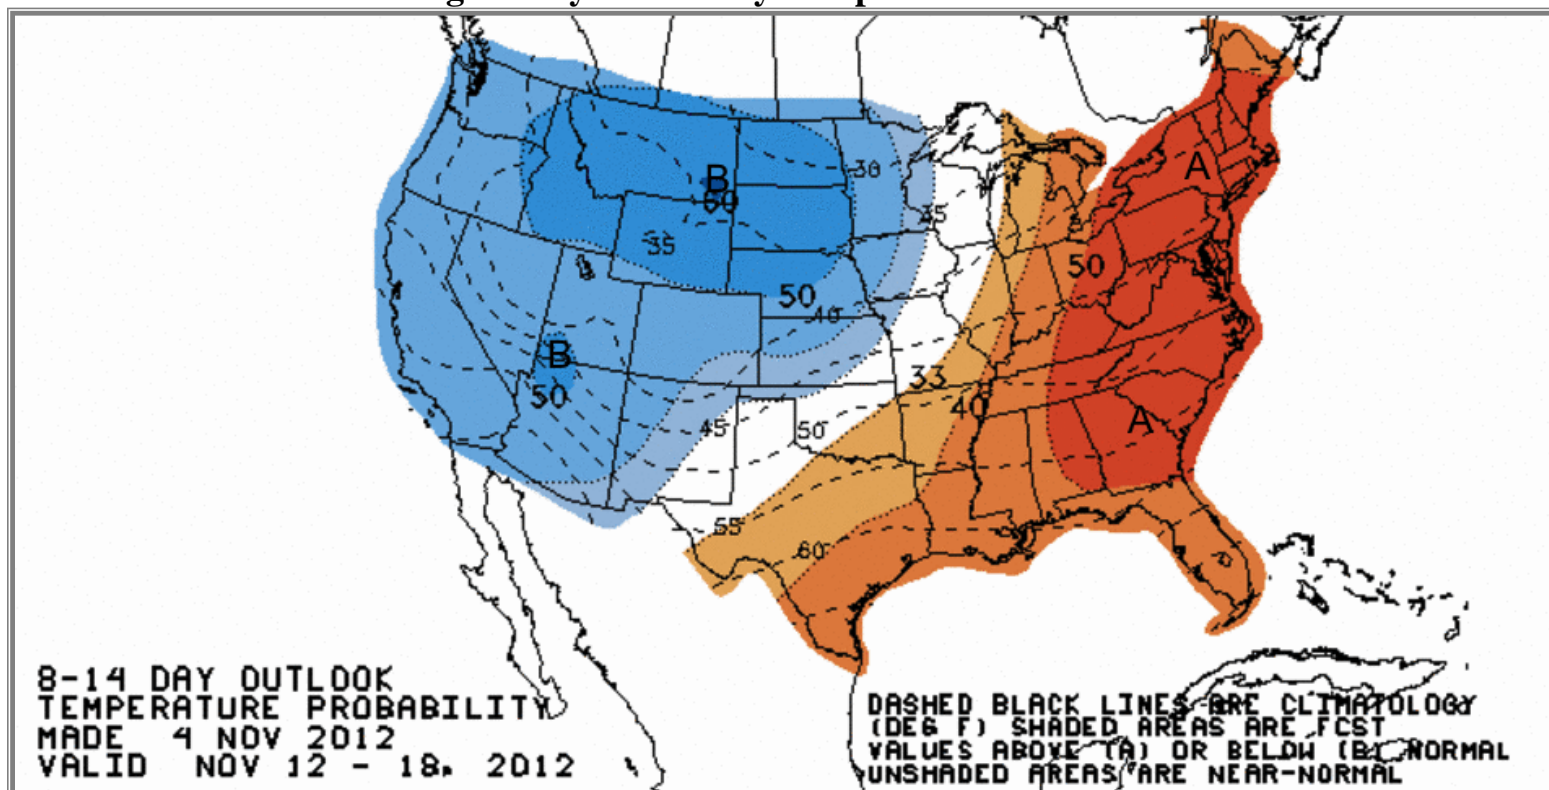 B
60
30
35
35
A
50
50
40
B
50
33
40
A
45
50
55
60
8-14 DAY OUTLOOK
TEMPERATURE PROBABILITY
MADE 4 NOV 2012
VALID NOV 12 - 18, 2012
DASHED BLACK LINES ARE CLIMATOLOGY
(DEG F) SHADED AREAS ARE FCST
VALUES ABOVE (A) OR BELOW (B) NORMAL
UNSHADED AREAS ARE NEAR-NORMAL